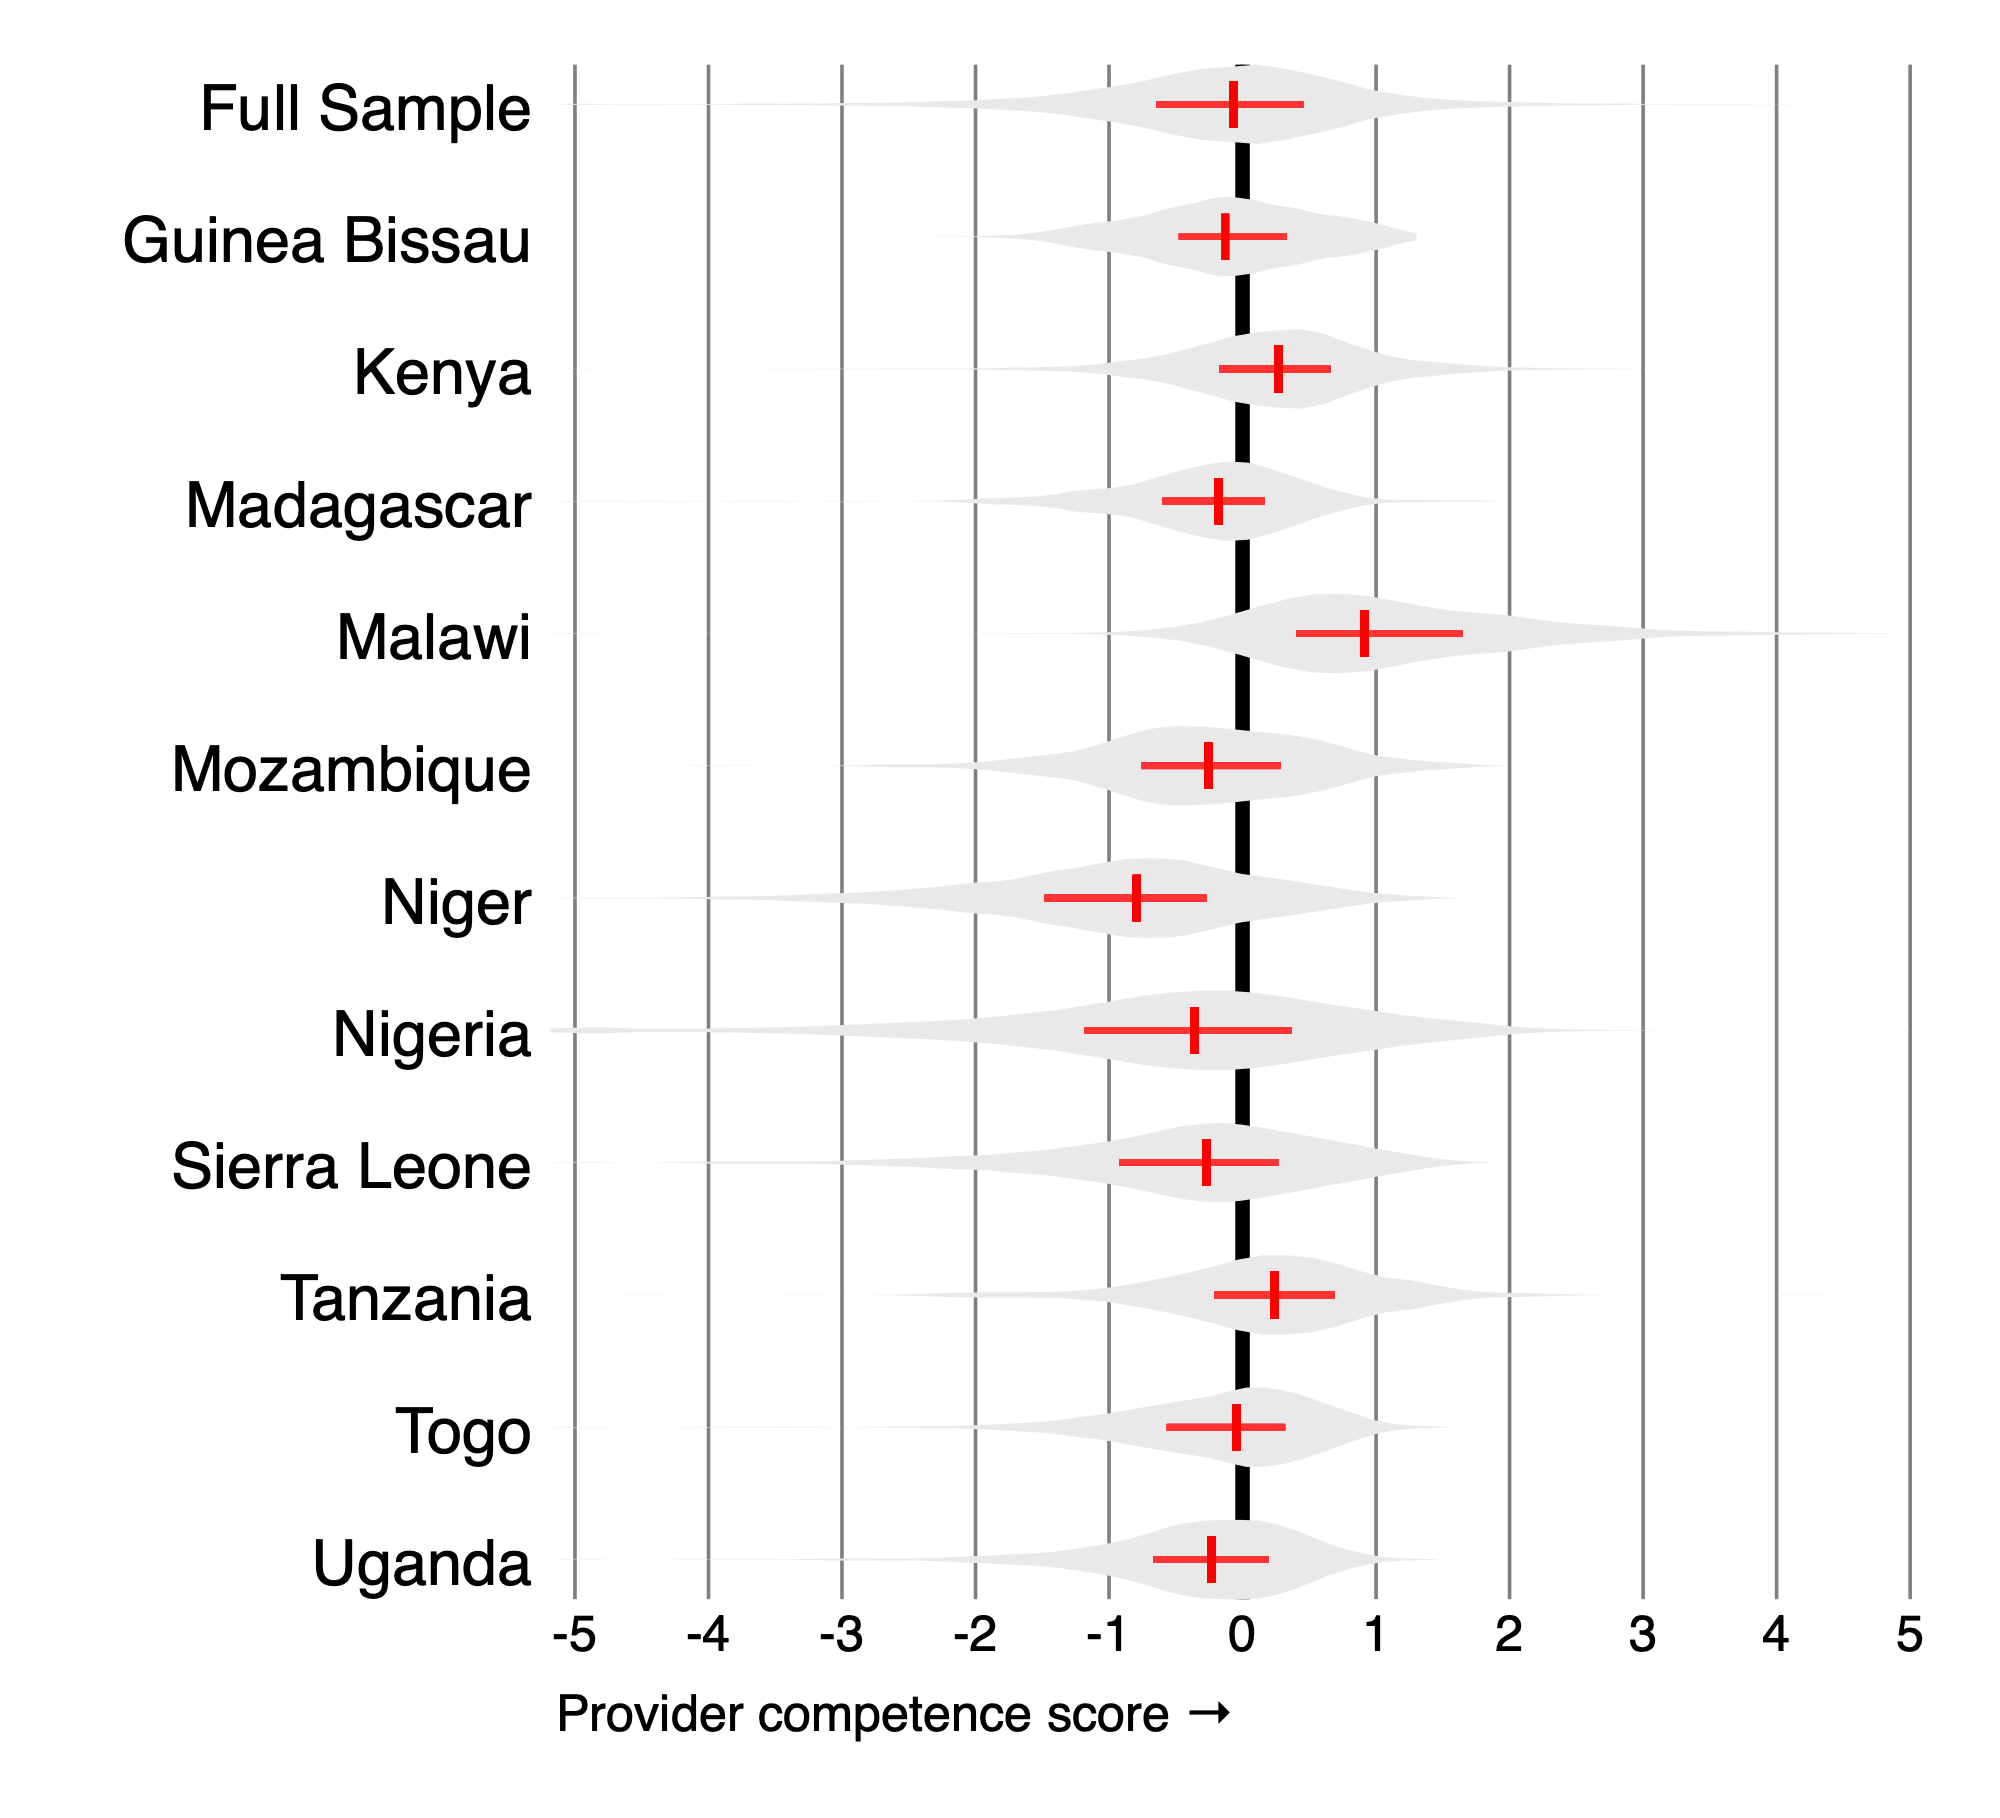 Full Sample
Guinea Bissau
Kenya
Madagascar
Malawi
Mozambique
Niger
Nigeria
Sierra Leone
Tanzania
Togo
Uganda
-5 -4 -3 -2 -1 0 1 2 3 4 5
Provider competence score →